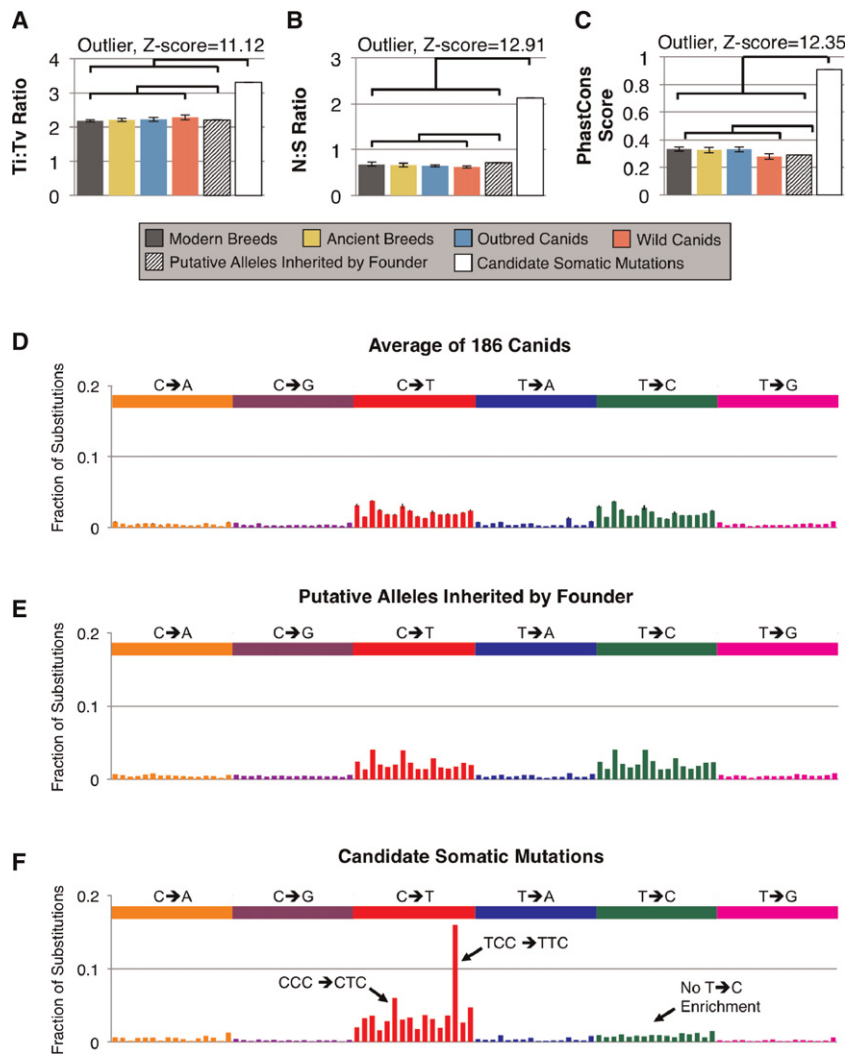 A
Outlier, Z-score=11.12
Ti:Tv Ratio
4
3
2
1
0
B
Outlier, Z-score=12.91
N:S Ratio
3
2
1
0
C
Outlier, Z-score=12.35
PhastCons
Score
1
0.8
0.6
0.4
0.2
0
Modern Breeds Ancient Breeds Outbred Canids Wild Canids
Putative Alleles Inherited by Founder Candidate Somatic Mutations
D
Average of 186 Canids
C➔A C➔G C➔T T➔A T➔C T➔G
Fraction of Substitutions
0.2
0.1
0
E
Putative Alleles Inherited by Founder
C➔A C➔G C➔T T➔A T➔C T➔G
Fraction of Substitutions
0.2
0.1
0
F
Candidate Somatic Mutations
C➔A C➔G C➔T T➔A T➔C T➔G
Fraction of Substitutions
0.2
0.1
0
CCC ➔CTC
TCC ➔TTC
No T➔C
Enrichment